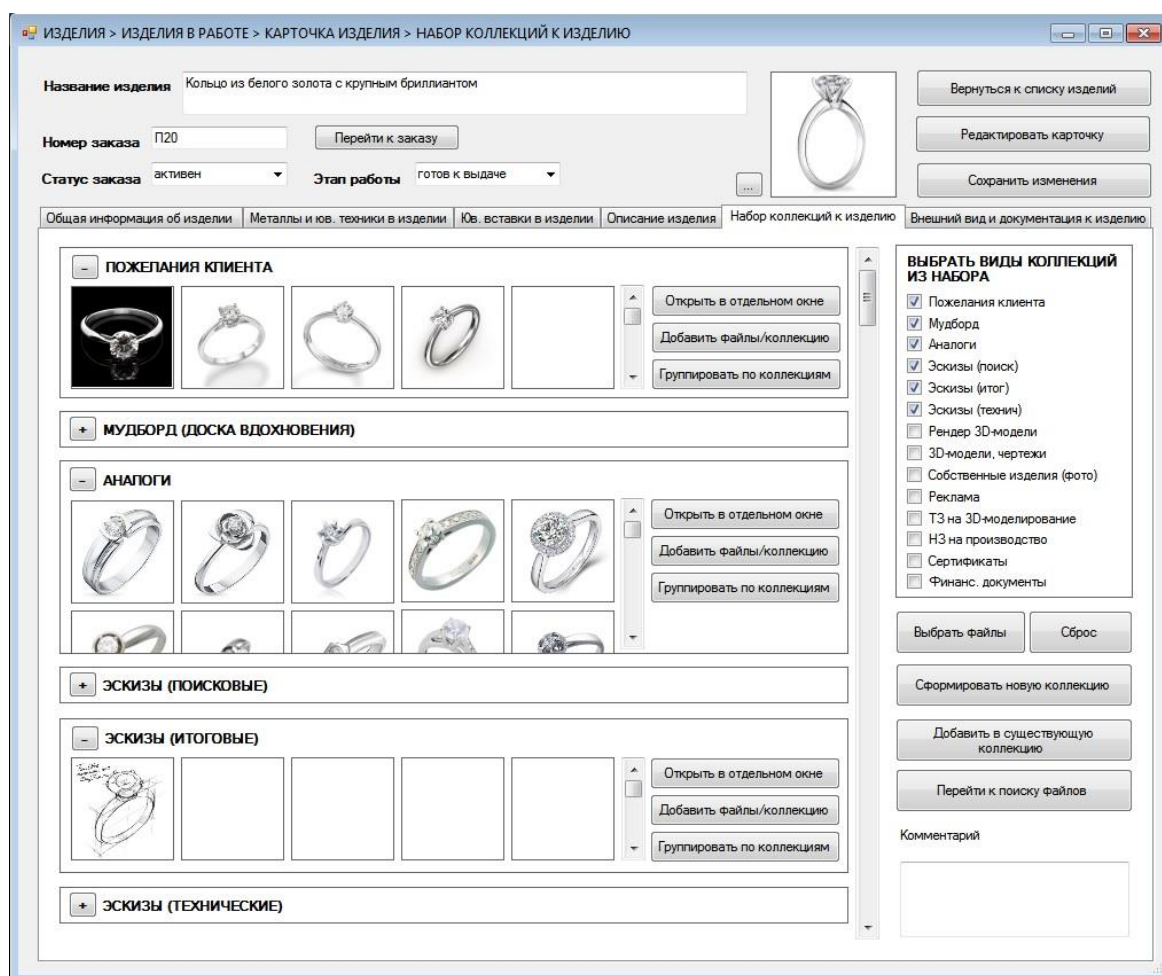 ИЗДЕЛИЯ > ИЗДЕЛИЯ В РАБОТЕ > КАРТОЧКА ИЗДЕЛИЯ > НАБОР КОЛЛЕКЦИЙ К ИЗДЕЛИЮ
Название изделия
Кольцо из белого золота с крупным бриллиантом
Вернуться к списку изделий
Номер заказа
П20
Перейти к заказу
Редактировать карточку
Статус заказа
активен
Этап работы
готов к выдаче
...
Сохранить изменения
Общая информация об изделии
Металлы и юв. техники в изделии
Юв. вставки в изделии
Описание изделия
Набор коллекций к изделию
Внешний вид и документация к изделию
- ПОЖЕЛАНИЯ КЛИЕНТА
Открыть в отдельном окне
Добавить файлы/коллекцию
Группировать по коллекциям
+ МУДБОРД (ДОСКА ВДОХНОВЕНИЯ)
- АНАЛОГИ
Открыть в отдельном окне
Добавить файлы/коллекцию
Группировать по коллекциям
+ ЭСКИЗЫ (ПОИСКОВЫЕ)
- ЭСКИЗЫ (ИТОГОВЫЕ)
Открыть в отдельном окне
Добавить файлы/коллекцию
Группировать по коллекциям
+ ЭСКИЗЫ (ТЕХНИЧЕСКИЕ)
ВЫБРАТЬ ВИДЫ КОЛЛЕКЦИЙ
ИЗ НАБОРА
Пожелания клиента
Мудборд
Аналоги
Эскизы (поиск)
Эскизы (итог)
Эскизы (технич)
Рендер 3D-модели
3D-модели, чертежи
Собственные изделия (фото)
Реклама
ТЗ на 3D-моделирование
НЗ на производство
Сертификаты
Финанс. документы
Выбрать файлы
Сброс
Сформировать новую коллекцию
Добавить в существующую
коллекцию
Перейти к поиску файлов
Комментарий